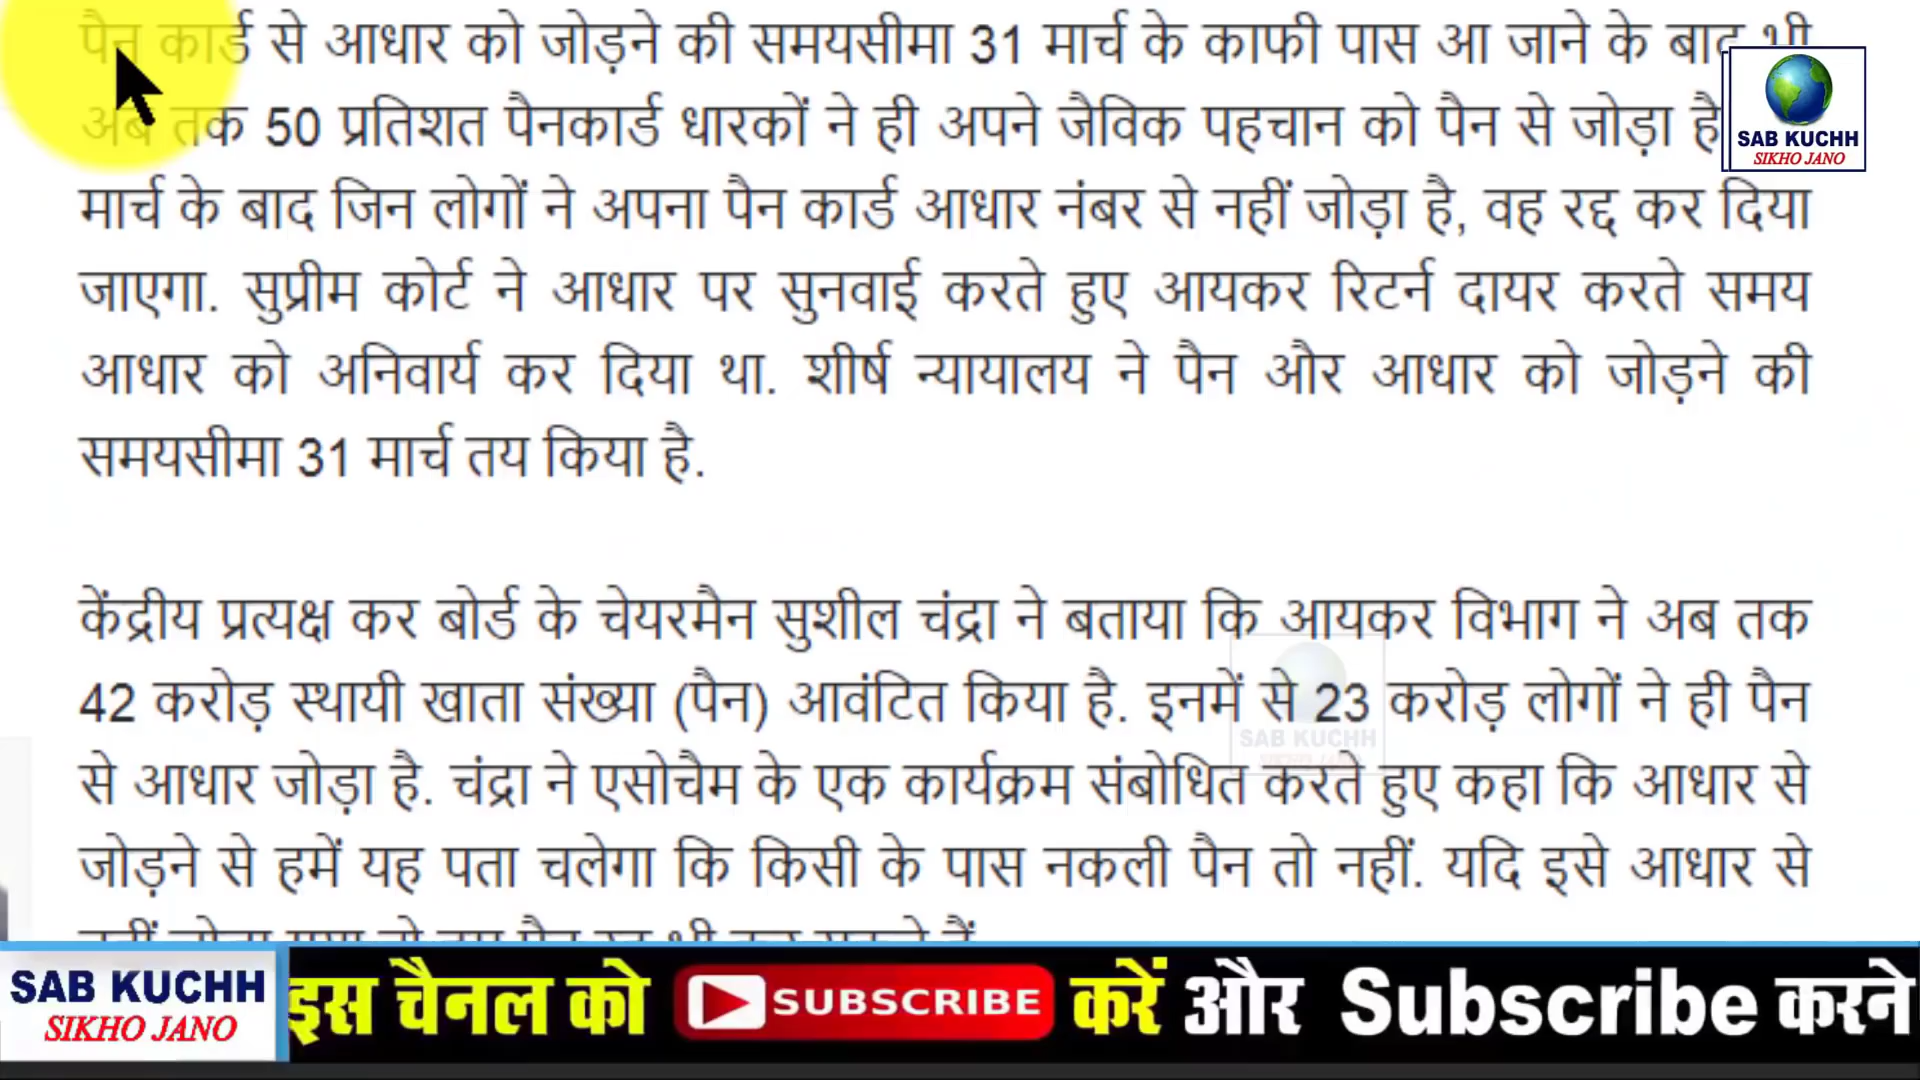 पैन कार्ड से आधार को जोड़ने की समयसीमा 31 मार्च के काफी पास आ जाने के बाद भी
अब तक 50 प्रतिशत पैनकार्ड धारकों ने ही अपने जैविक पहचान को पैन से जोड़ा है
SAB KUCHH
SIKHO JANO
मार्च के बाद जिन लोगों ने अपना पैन कार्ड आधार नंबर से नहीं जोड़ा है, वह रद्द कर दिया
जाएगा. सुप्रीम कोर्ट ने आधार पर सुनवाई करते हुए आयकर रिटर्न दायर करते समय
आधार को अनिवार्य कर दिया था. शीर्ष न्यायालय ने पैन और आधार को जोड़ने की
समयसीमा 31 मार्च तय किया है.
केंद्रीय प्रत्यक्ष कर बोर्ड के चेयरमैन सुशील चंद्रा ने बताया कि आयकर विभाग ने अब तक
42 करोड़ स्थायी खाता संख्या (पैन) आवंटित किया है. इनमें से 23 करोड़ लोगों ने ही पैन
SAB KUCHH
से आधार जोड़ा है. चंद्रा ने एसोचैम के एक कार्यक्रम संबोधित करते हुए कहा कि आधार से
जोड़ने से हमें यह पता चलेगा कि किसी के पास नकली पैन तो नहीं. यदि इसे आधार से
SAB KUCHH
SIKHO JANO
इस चैनल को SUBSCRIBE करें और Subscribe करने